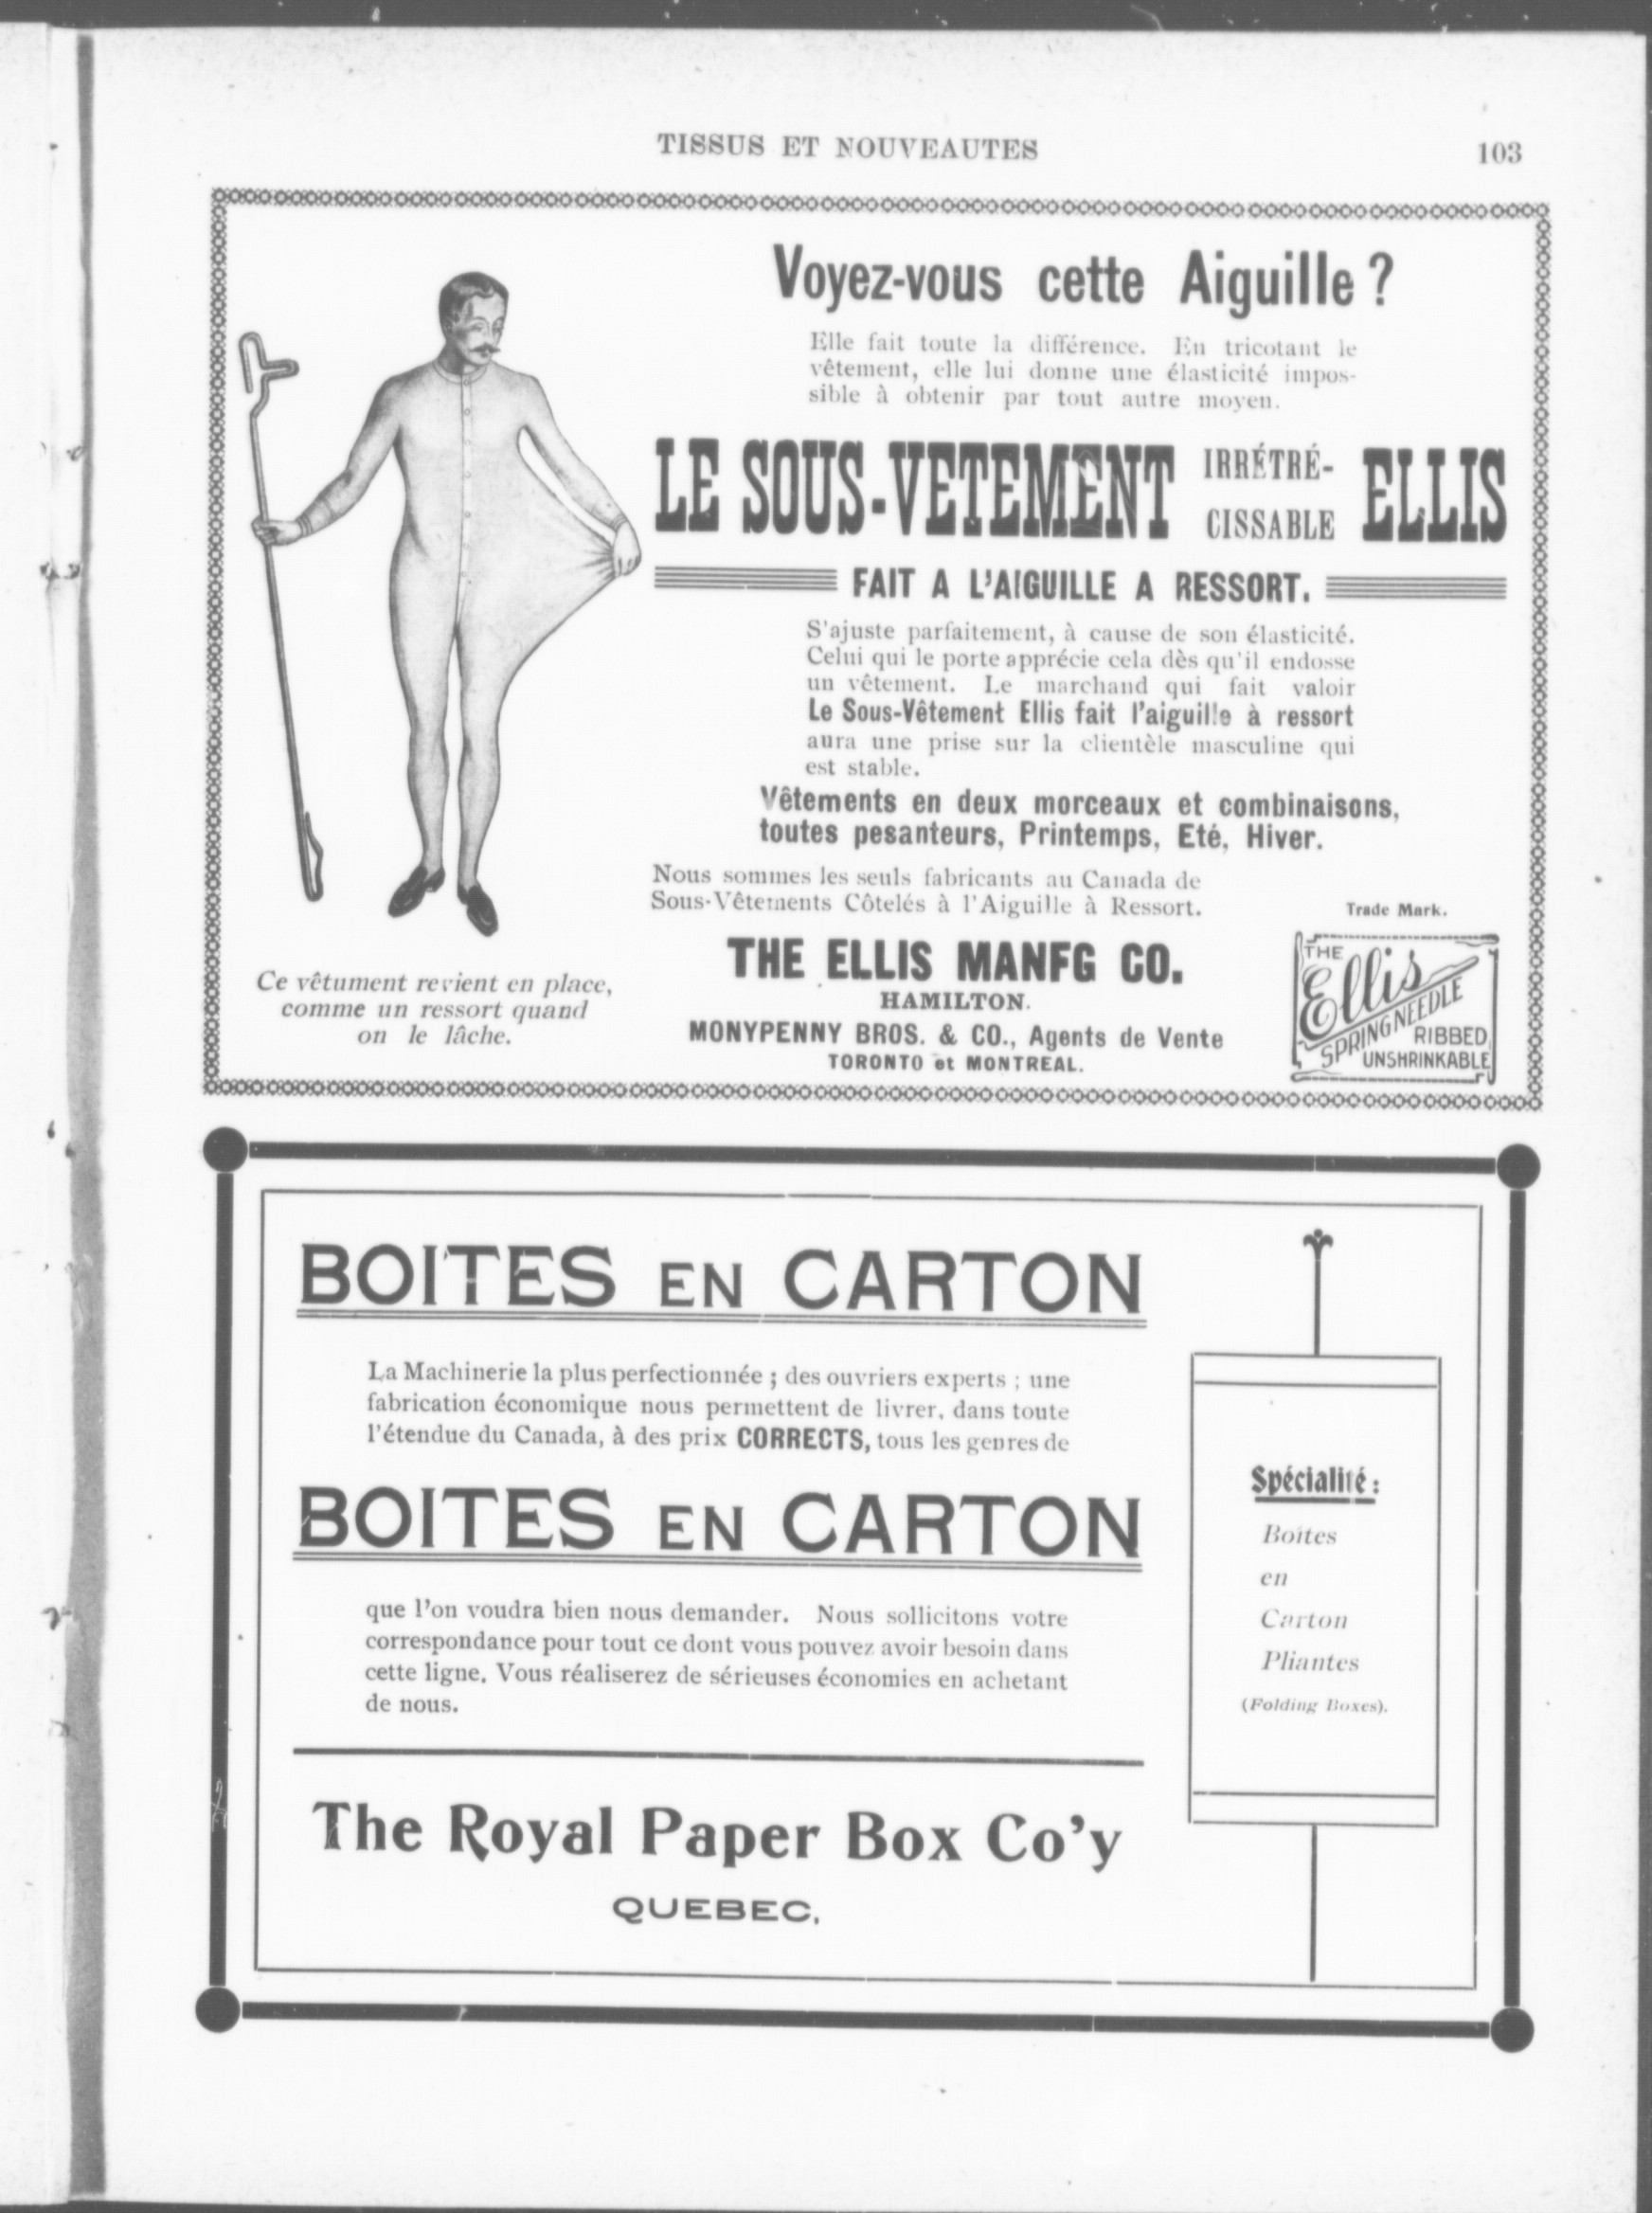 TISSUS ET NOUVEAUTES
103
Voyez-vous cette Aiguille ?
Elle fait toute la différence. En tricotant le
vêtement, elle lui donne une élasticité impos-
sible à obtenir par tout autre moyen.
LE SOUS-VETEMENT IRRÉTRÉ-
CISSABLE ELLIS
FAIT A L'AIGUILLE A RESSORT.
S'ajuste parfaitement, à cause de son élasticité.
Celui qui le porte apprécie cela dès qu'il endosse
un vêtement. Le marchand qui fait valoir
Le Sous-Vêtement Ellis fait l'aiguille à ressort
aura une prise sur la clientèle masculine qui
est stable.
Vêtements en deux morceaux et combinaisons,
toutes pesanteurs, Printemps, Eté, Hiver.
Nous sommes les seuls fabricants au Canada de
Sous-Vêtements Côtelés à l'Aiguille à Ressort.
THE ELLIS MANFG CO.
HAMILTON.
MONYPENNY BROS. & CO., Agents de Vente
TORONTO et MONTREAL.
Trade Mark.
THE
Ellis
SPRING NEEDLE
RIBBED
UNSHRINKABLE
Ce vêtument revient en place,
comme un ressort quand
on le lâche.
BOITES EN CARTON
La Machinerie la plus perfectionnée ; des ouvriers experts ; une
fabrication économique nous permettent de livrer, dans toute
l'étendue du Canada, à des prix CORRECTS, tous les genres de
BOITES EN CARTON
que l'on voudra bien nous demander. Nous sollicitons votre
correspondance pour tout ce dont vous pouvez avoir besoin dans
cette ligne. Vous réaliserez de sérieuses économies en achetant
de nous.
The Royal Paper Box Co'y
QUEBEC,
Spécialité :
Boîtes
en
Carton
Pliantes
(Folding Boxes).